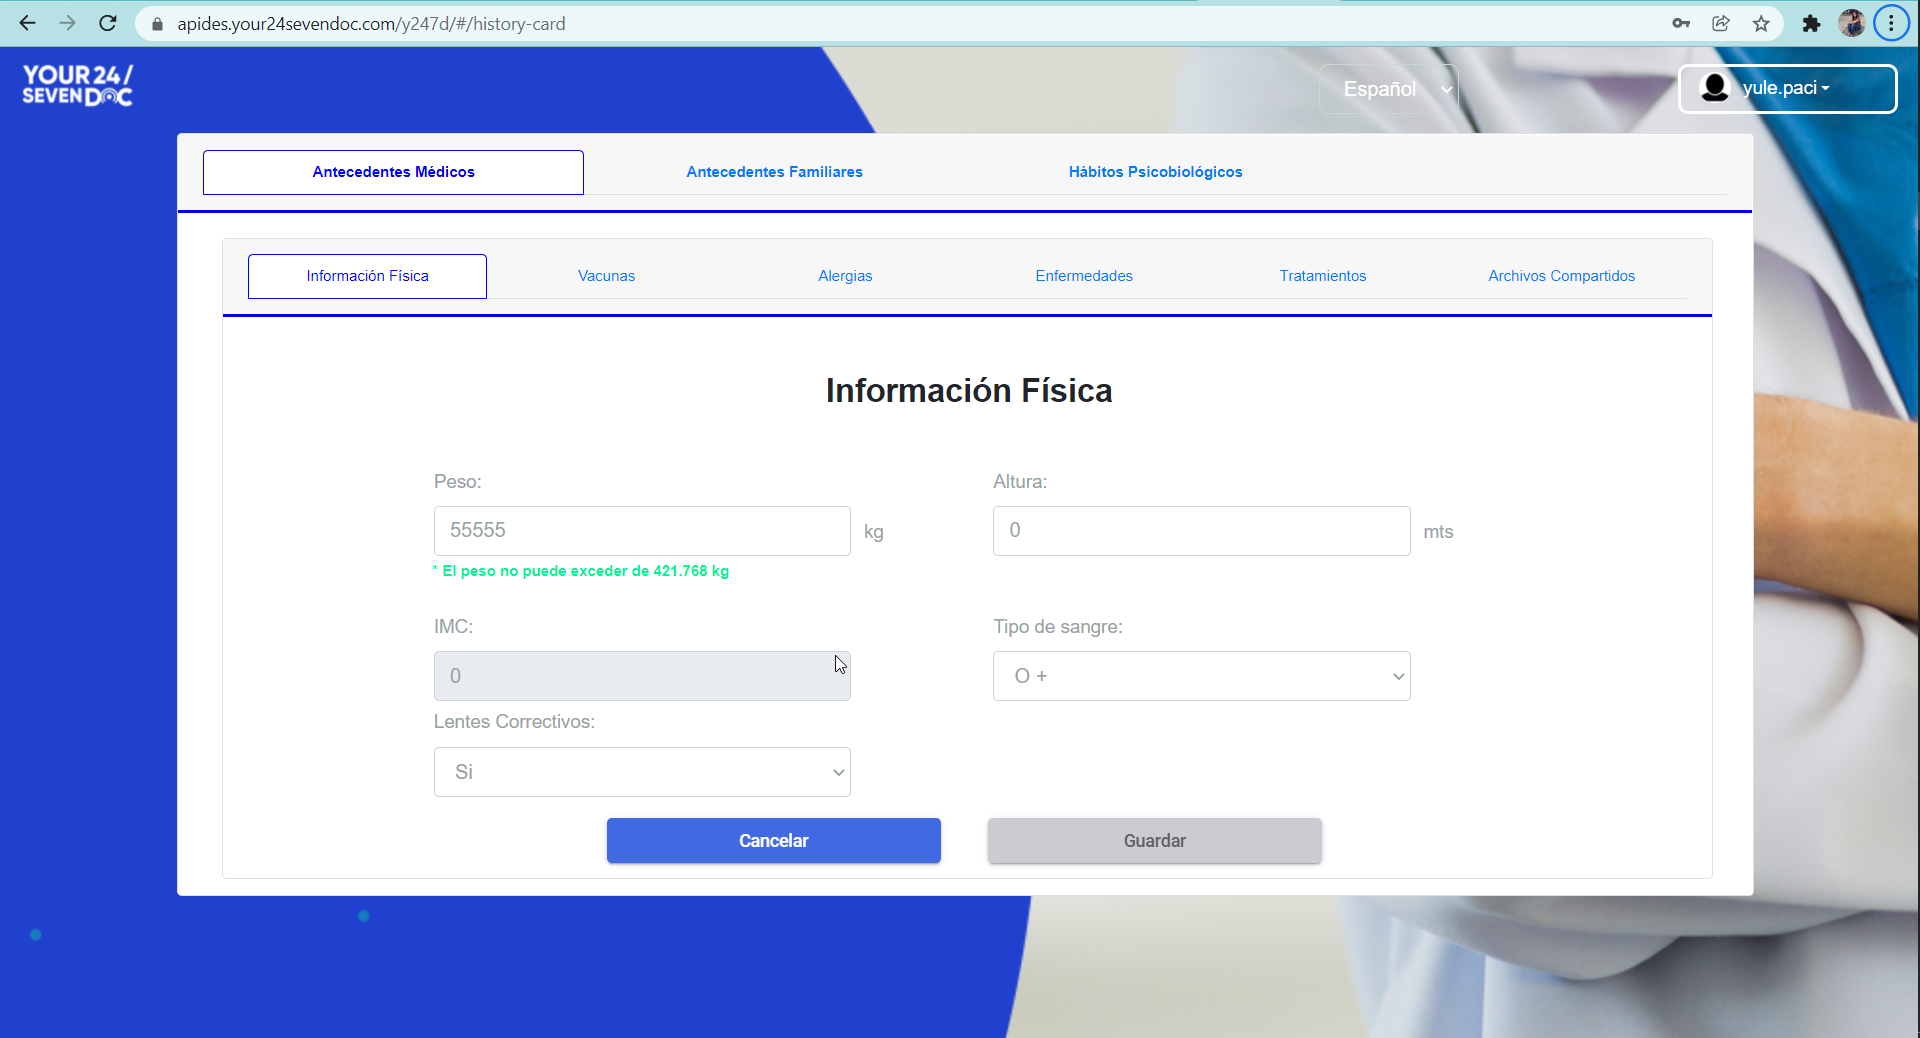 apides.your24sevendoc.com/y247d/#/history-card
YOUR 24 /
SEVEN DOC
Español
yule.paci
Antecedentes Médicos
Antecedentes Familiares
Hábitos Psicobiológicos
Información Física
Vacunas
Alergias
Enfermedades
Tratamientos
Archivos Compartidos
Información Física
Peso:
Altura:
55555
kg
0
mts
* El peso no puede exceder de 421.768 kg
IMC:
Tipo de sangre:
0
O +
Lentes Correctivos:
Si
Cancelar
Guardar